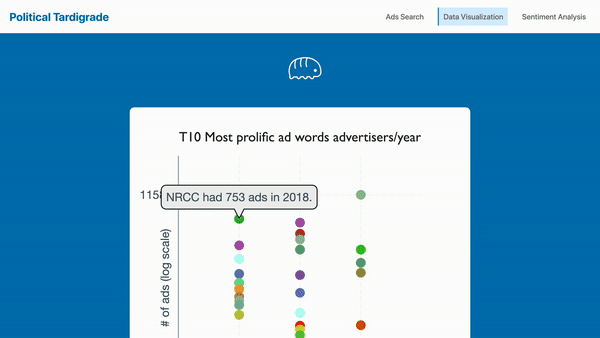 Political Tardigrade
Ads Search
Data Visualization
Sentiment Analysis
T10 Most prolific ad words advertisers/year
NRCC had 753 ads in 2018.
# of ads (log scale)